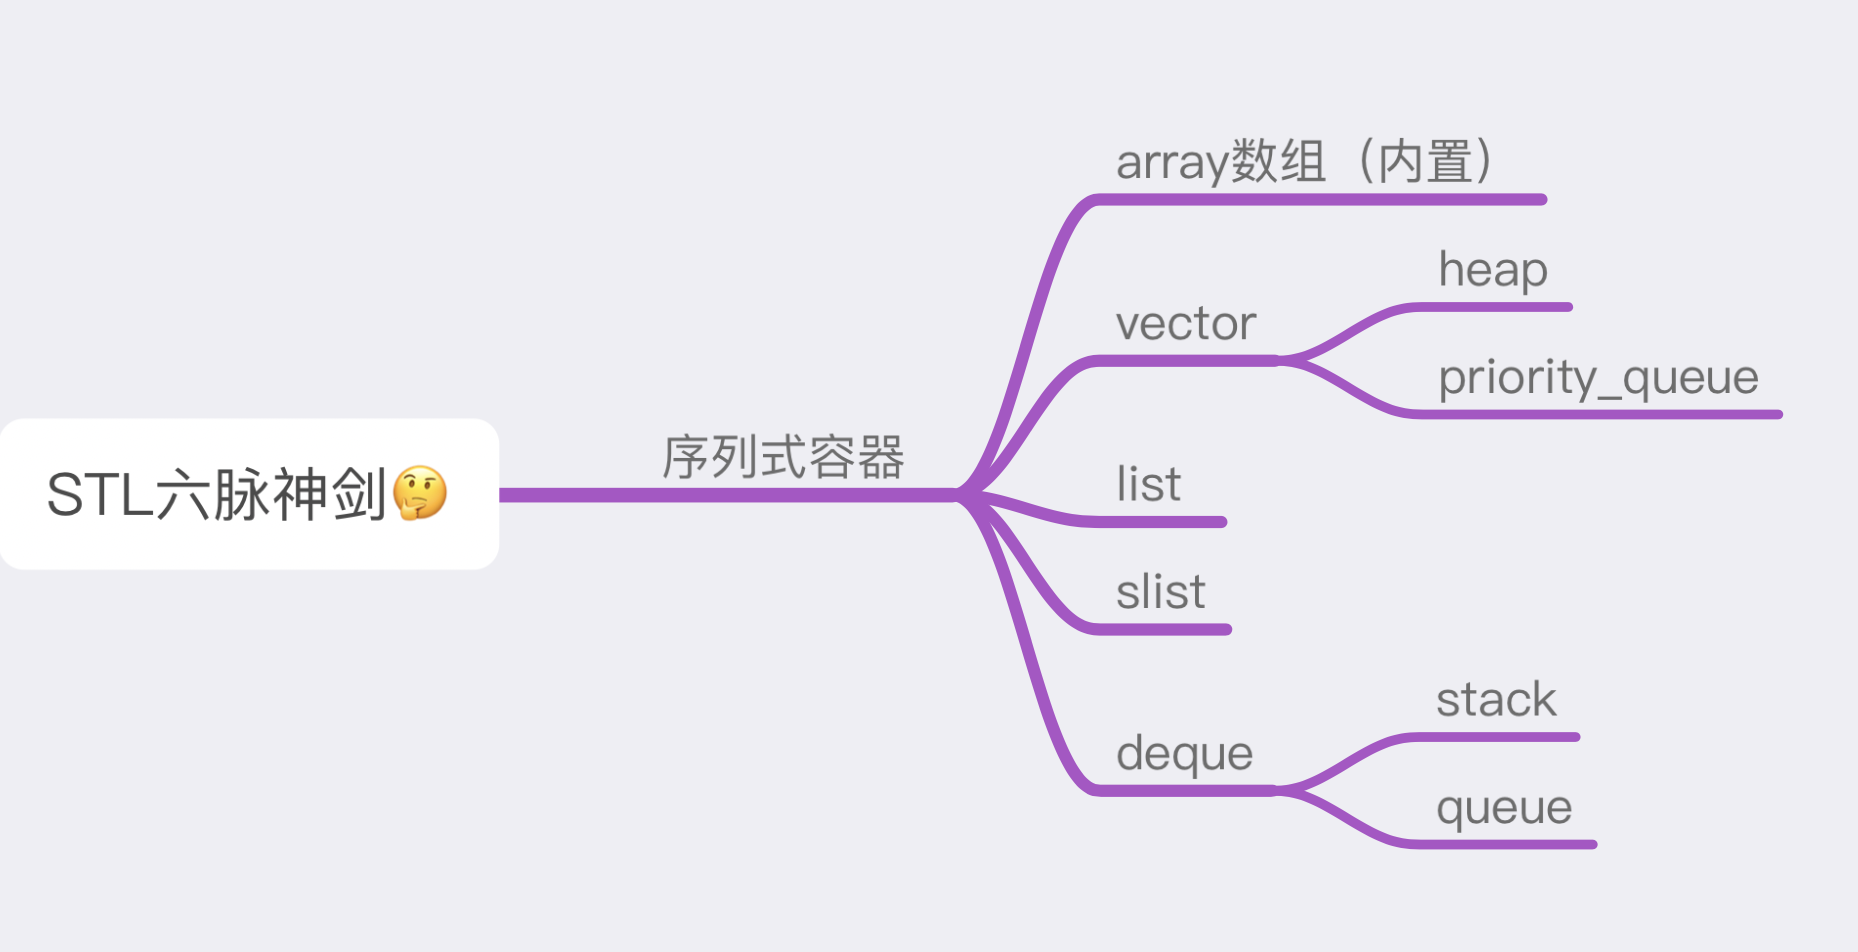 STL六脉神剑🤔
序列式容器
array数组（内置）
vector
heap
priority_queue
list
slist
deque
stack
queue